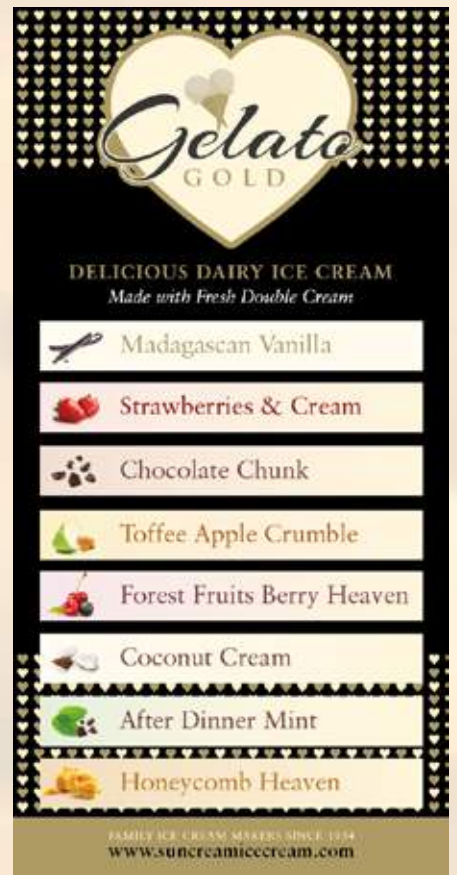 Gelato
GOLD
DELICIOUS DAIRY ICE CREAM
Made with Fresh Double Cream
Madagascan Vanilla
Strawberries & Cream
Chocolate Chunk
Toffee Apple Crumble
Forest Fruits Berry Heaven
Coconut Cream
After Dinner Mint
Honeycomb Heaven
FAMILY ICE CREAM MAKERS SINCE 1934
www.suncreamicecream.com